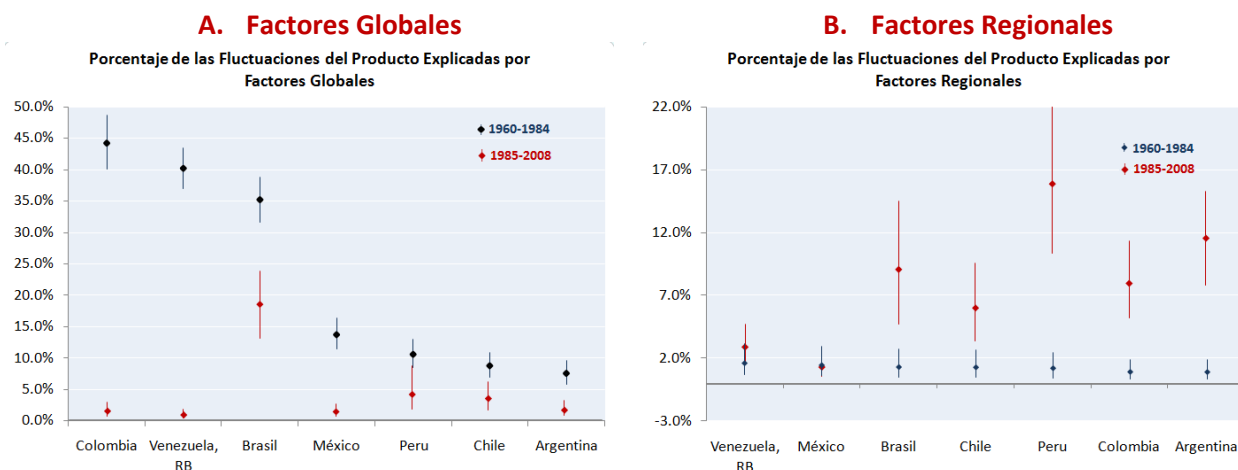 A. Factores Globales
Porcentaje de las Fluctuaciones del Producto Explicadas por
Factores Globales
50.0%
45.0%
40.0%
35.0%
30.0%
25.0%
20.0%
15.0%
10.0%
5.0%
0.0%
1960-1984
1985-2008
Colombia
Venezuela,
RB
Brasil
México
Peru
Chile
Argentina
B. Factores Regionales
Porcentaje de las Fluctuaciones del Producto Explicadas por
Factores Regionales
22.0%
17.0%
12.0%
7.0%
2.0%
-3.0%
1960-1984
1985-2008
Venezuela,
RB
México
Brasil
Chile
Peru
Colombia
Argentina